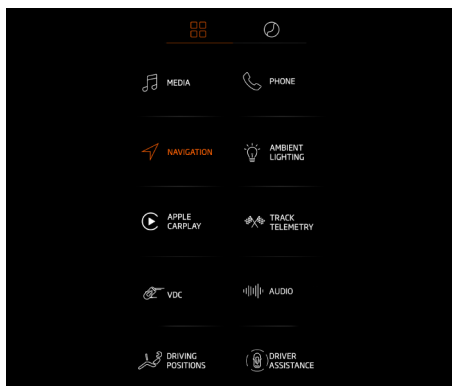 MEDIA
PHONE
NAVIGATION
AMBIENT
LIGHTING
APPLE
CARPLAY
TRACK
TELEMETRY
VDC
AUDIO
DRIVING
POSITIONS
DRIVER
ASSISTANCE